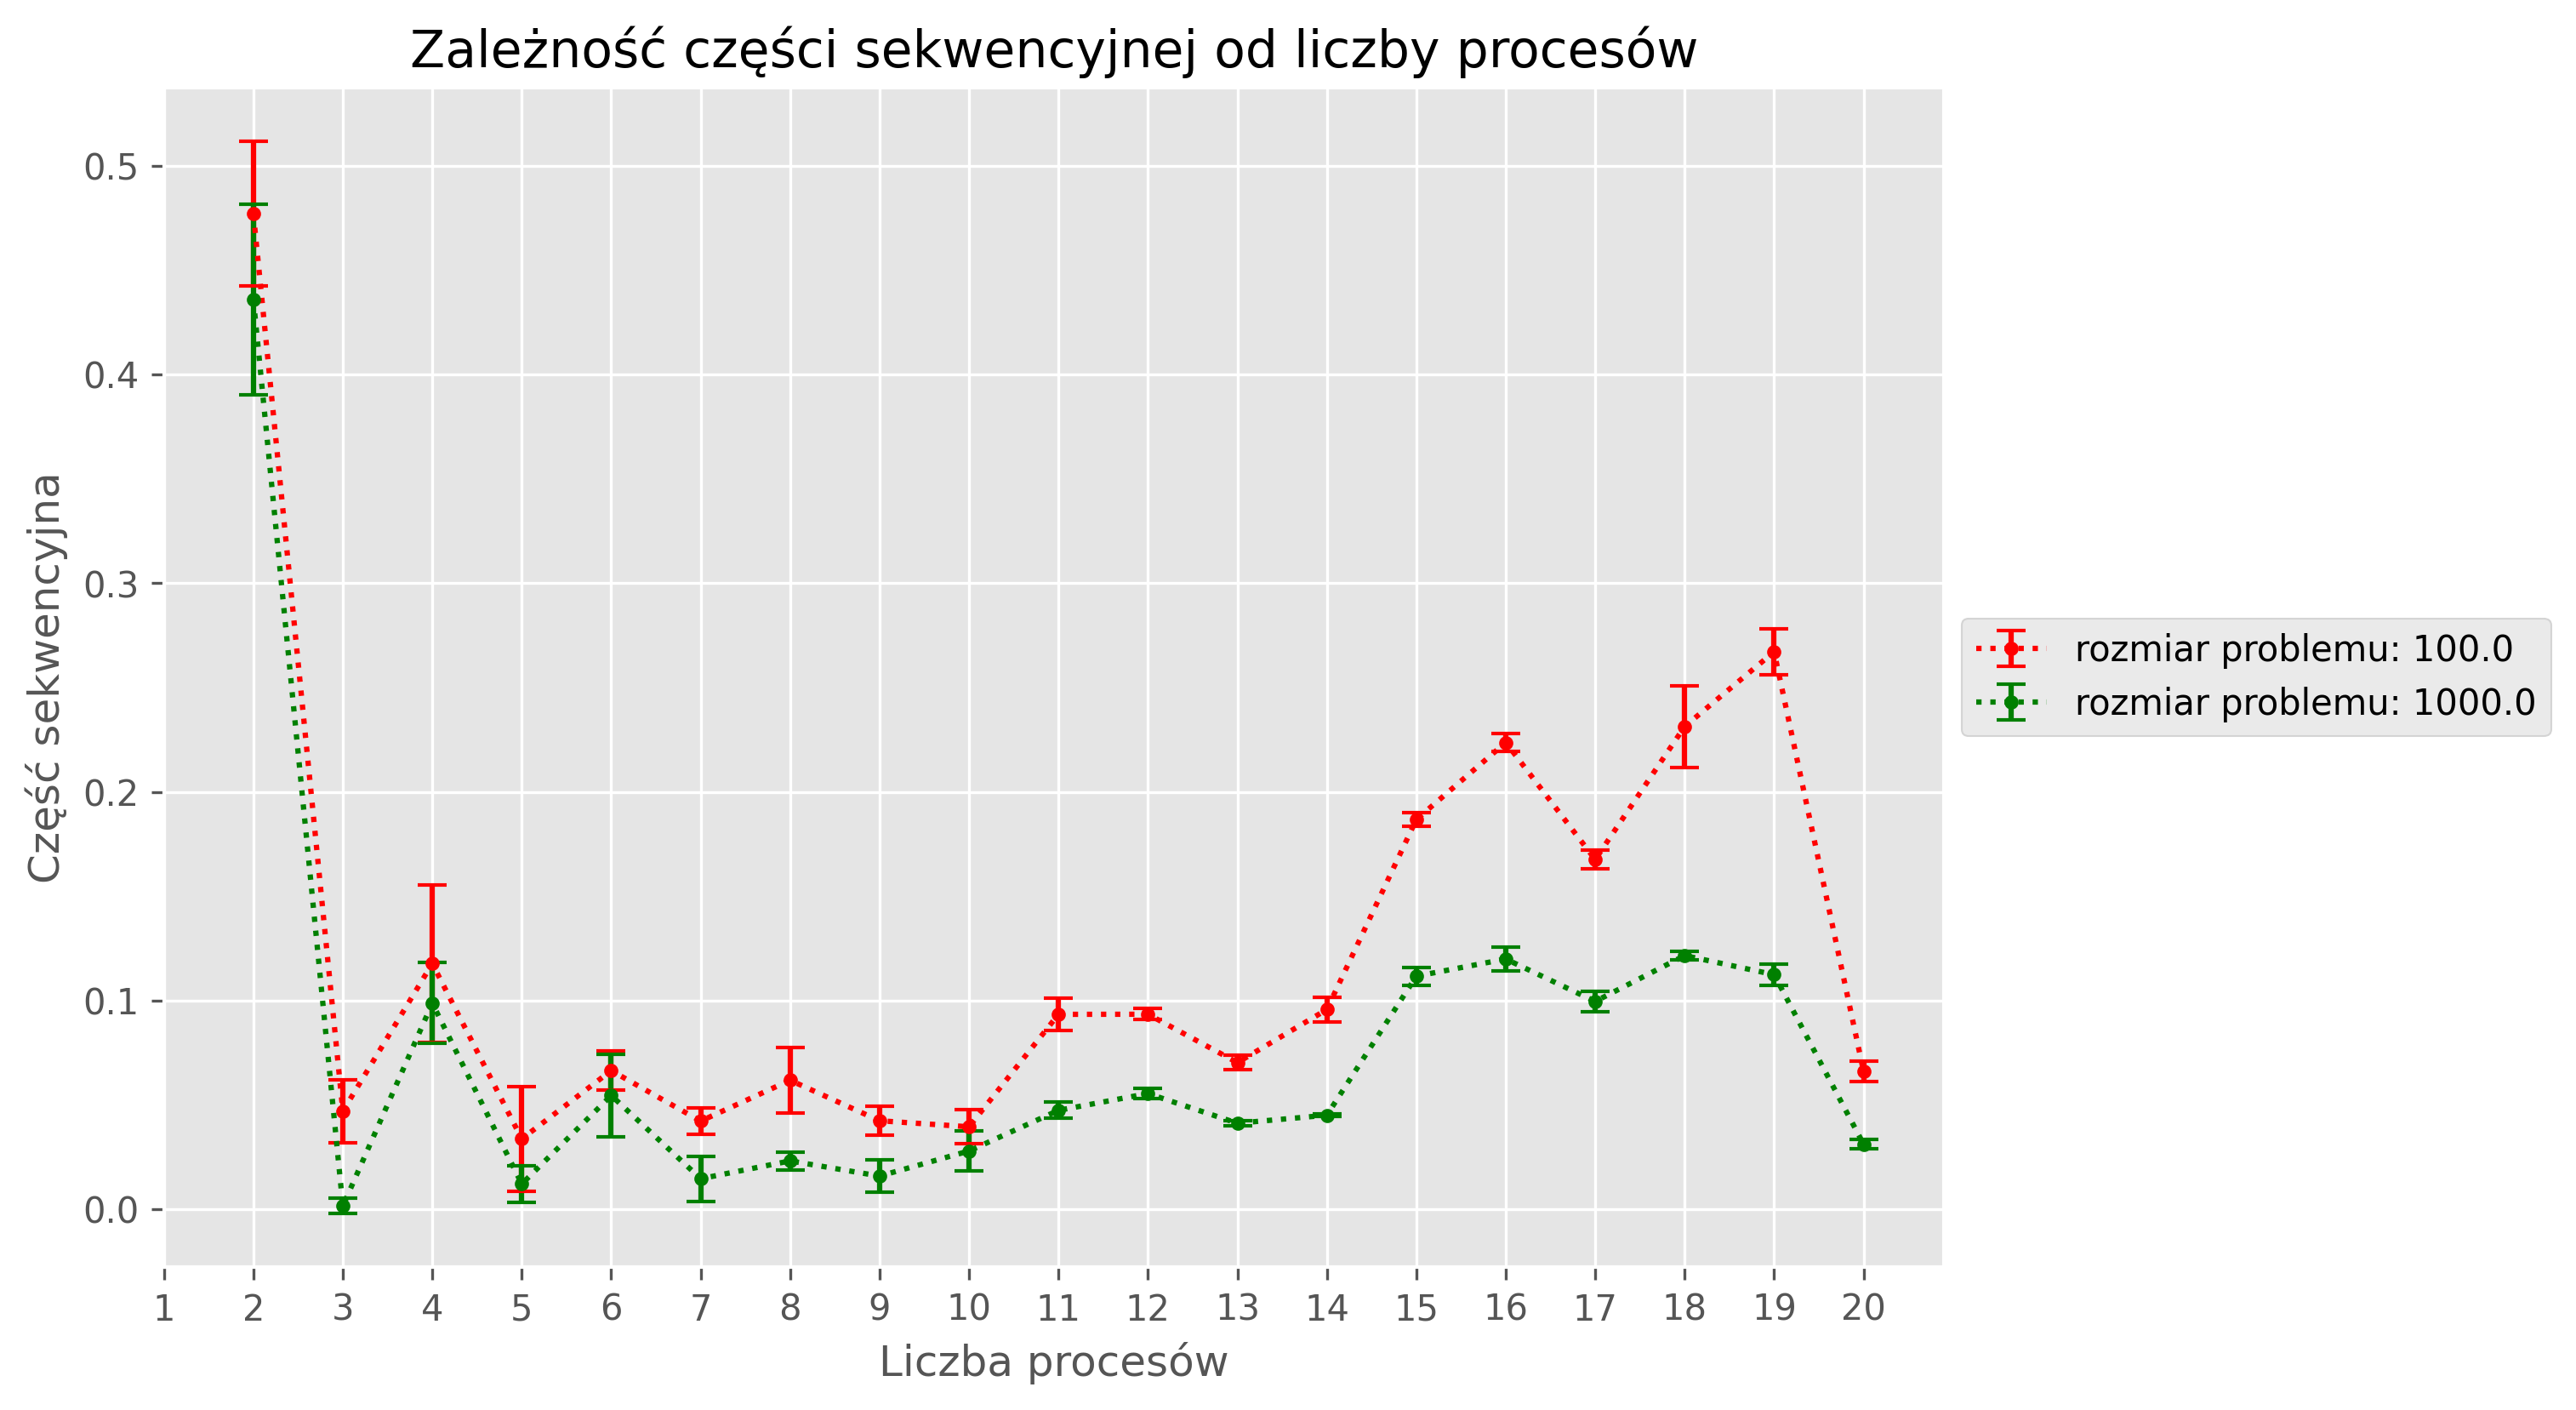 Zależność części sekwencyjnej od liczby procesów
Część sekwencyjna
0.5
0.4
0.3
0.2
0.1
0.0
1 2 3 4 5 6 7 8 9 10 11 12 13 14 15 16 17 18 19 20
Liczba procesów
rozmiar problemu: 100.0
rozmiar problemu: 1000.0